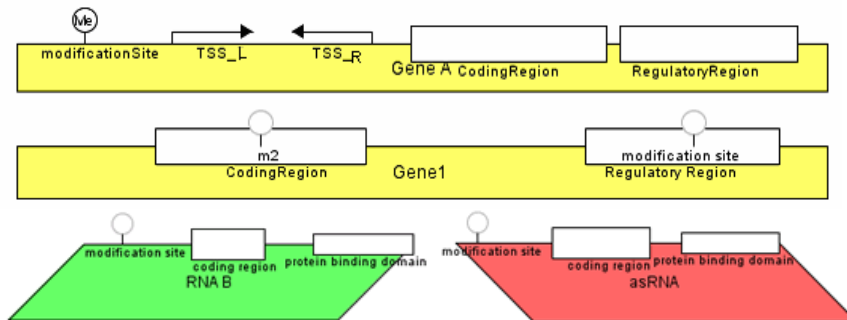 Me
modificationSite
TSS_L
TSS_R
Gene A
CodingRegion
RegulatoryRegion
m2
modification site
CodingRegion
Gene1
Regulatory Region
modification site
coding region
protein binding domain
RNA B
modification site
coding region
protein binding domain
asRNA